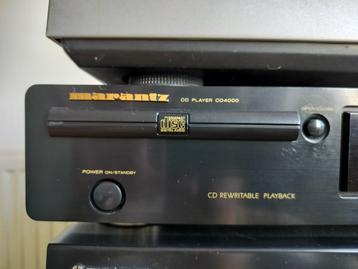 marantz
CD PLAYER CD4000
COMPACT
disc
DIGITAL AUDIO
POWER ON/STANDBY
CD REWRITABLE PLAYBACK